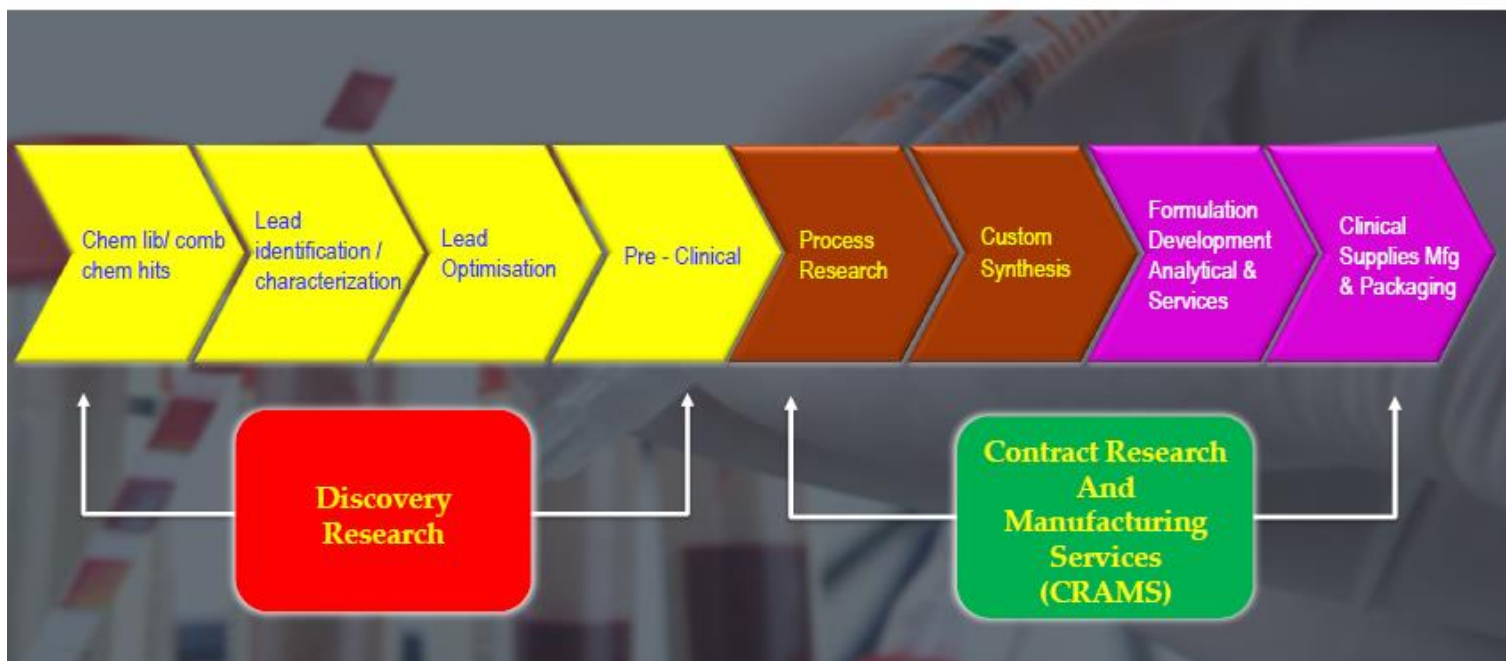 Chem lib/ comb
chem hits
Lead
identification /
characterization
Lead
Optimisation
Pre - Clinical
Process
Research
Custom
Synthesis
Formulation
Development
Analytical &
Services
Clinical
Supplies Mfg
& Packaging
Discovery
Research
Contract Research
And
Manufacturing
Services
(CRAMS)